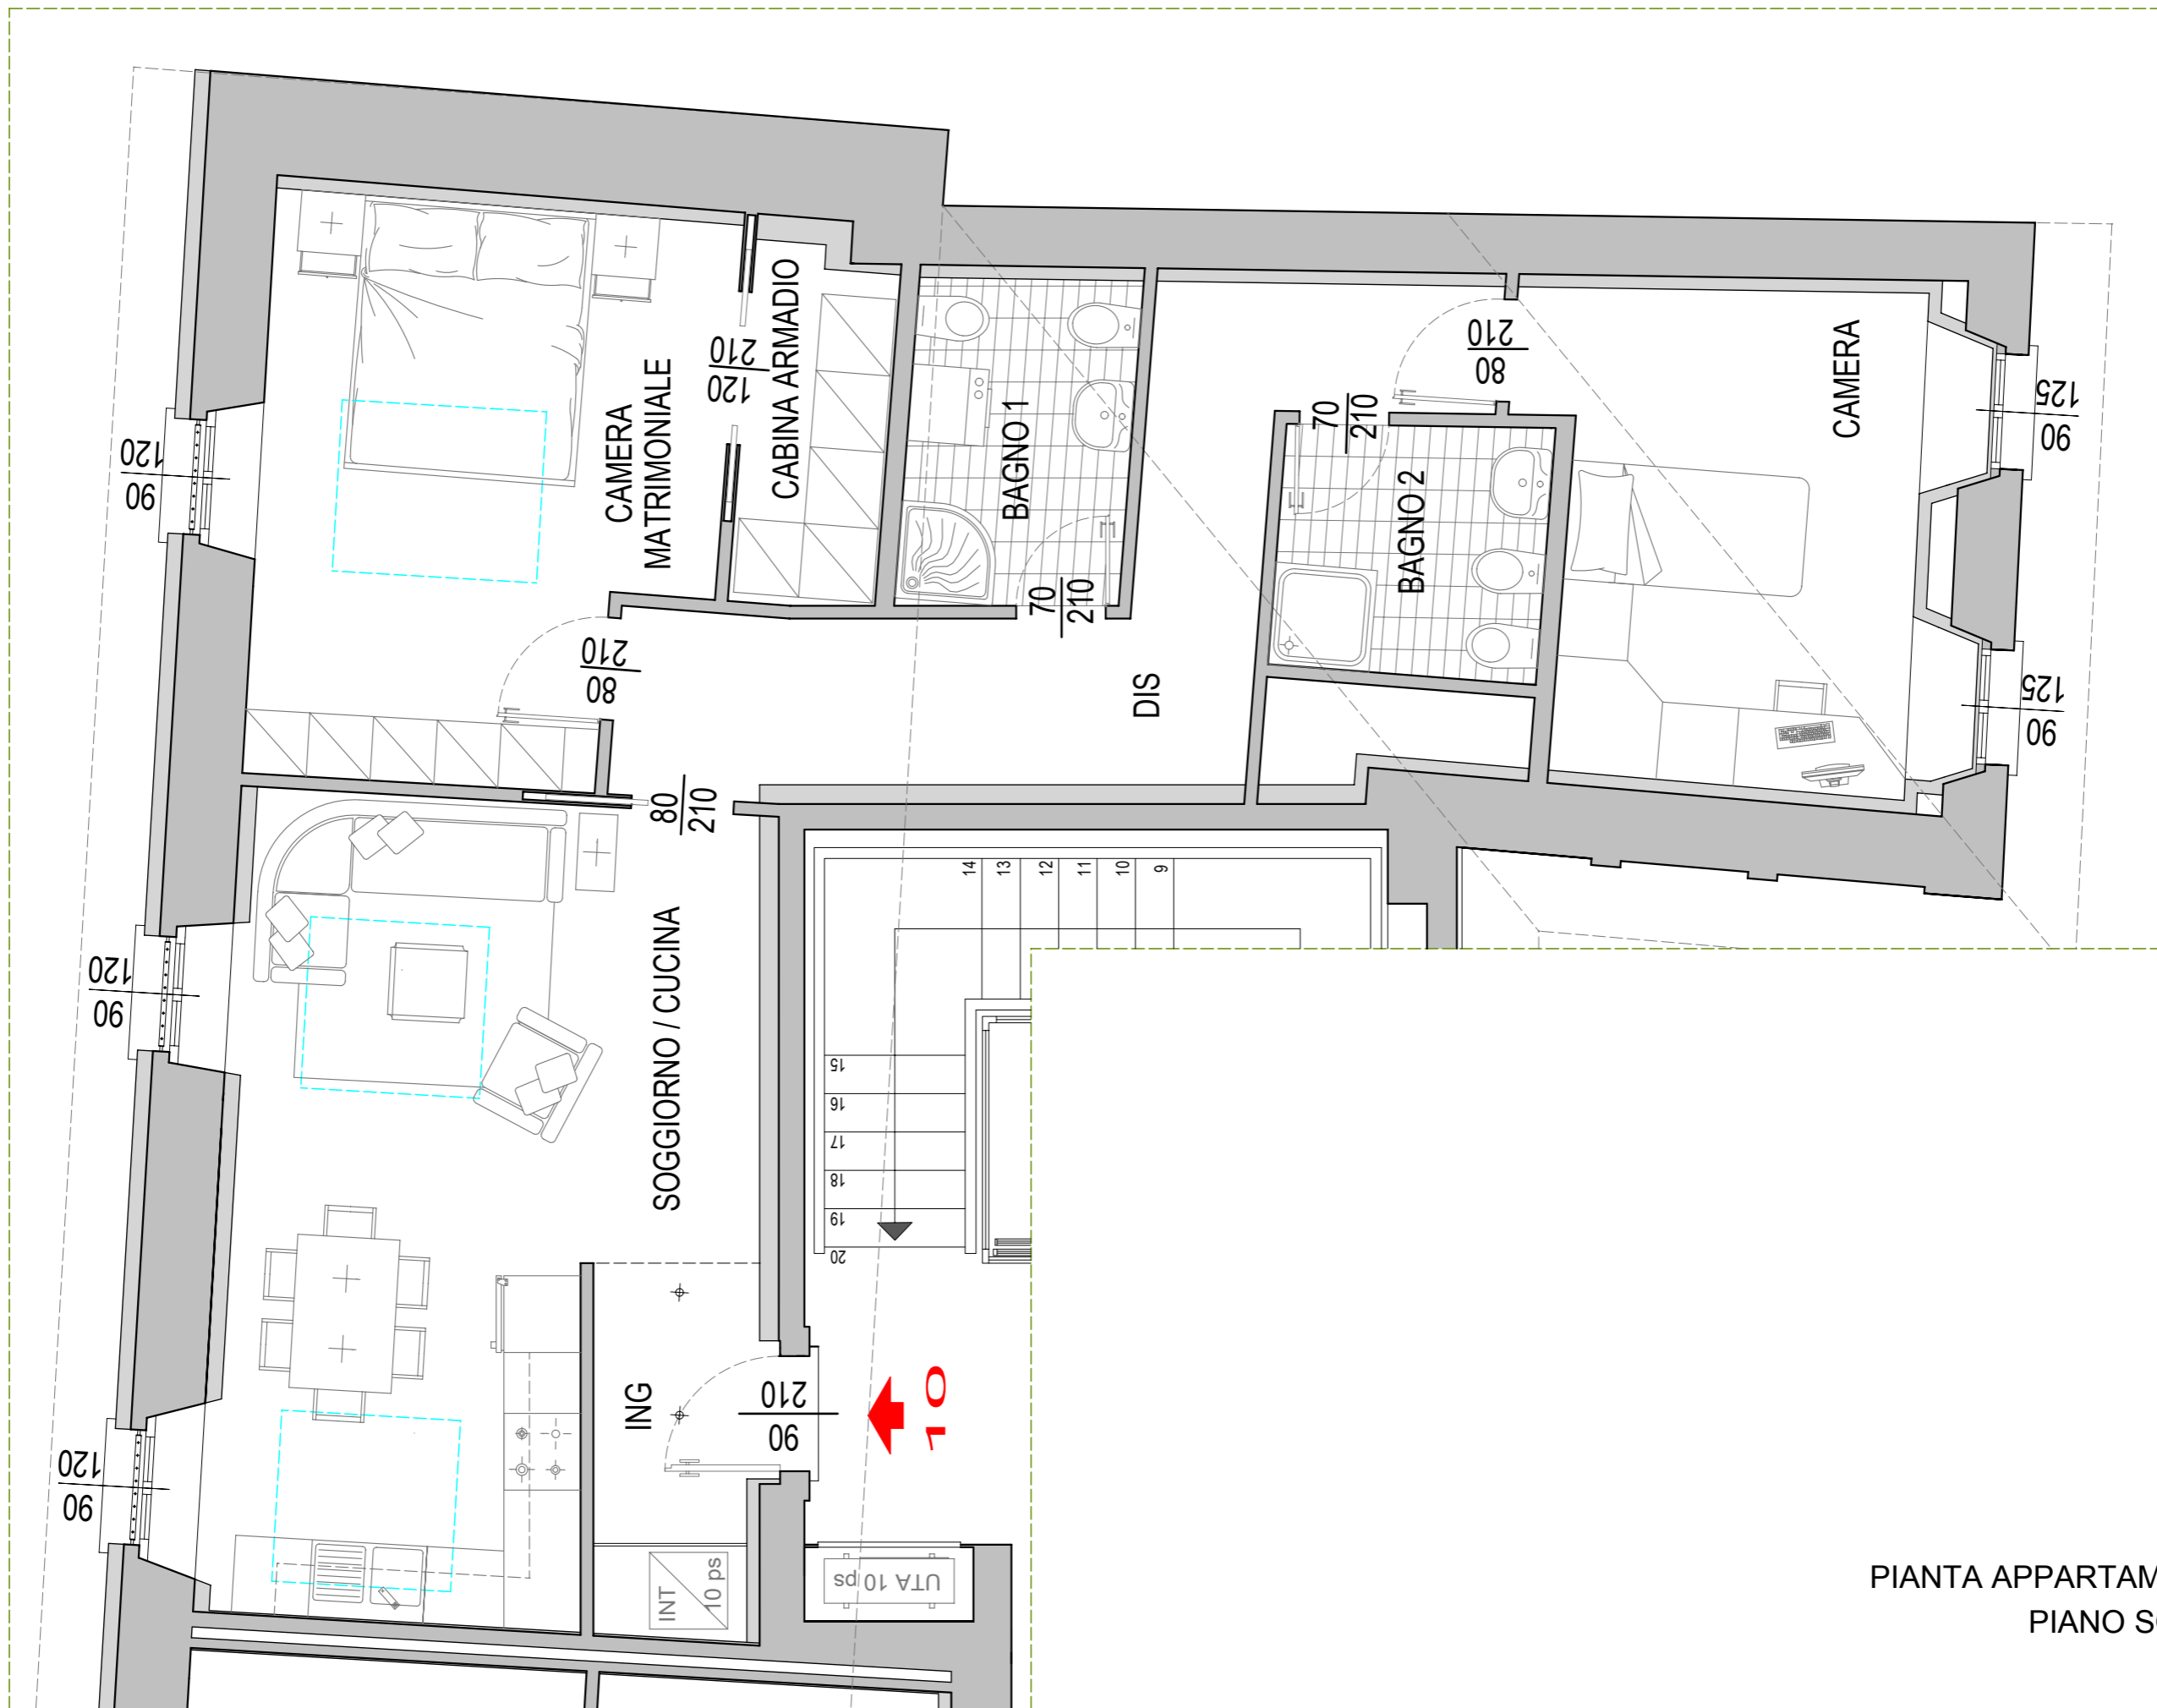 CAMERA
MATRIMONIALE
210
120
CABINA ARMADIO
BAGNO 1
70
210
210
80
70
210
BAGNO 2
CAMERA
125
90
125
90
120
90
210
80
DIS
80
210
120
90
SOGGIORNO / CUCINA
14
13
12
11
10
9
15
16
17
18
19
20
ING
210
90
10
120
90
INT
10 ps
UTA 10 ps
PIANTA APPARTAM
PIANO S